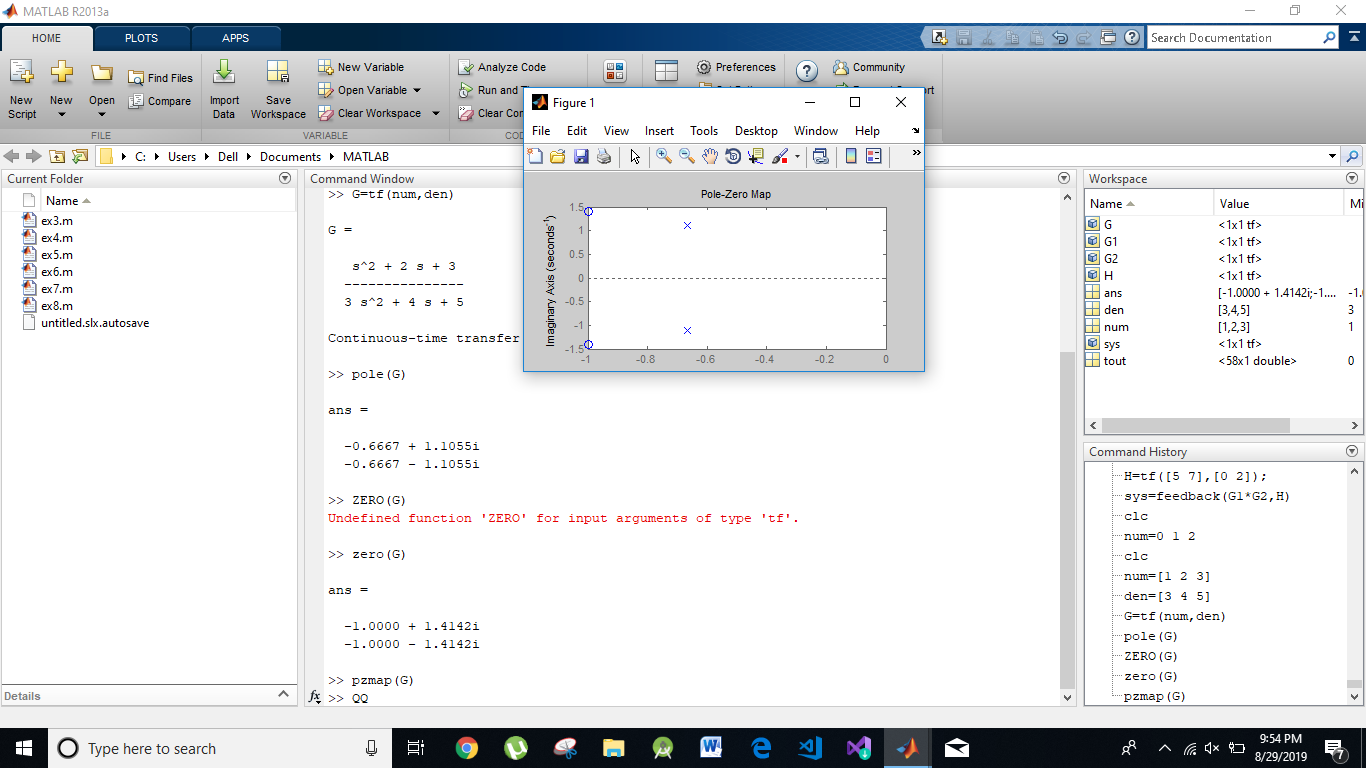 MATLAB R2013a
HOME PLOTS APPS
Search Documentation
New Script
New
Open
Find Files
Compare
Import Data
Save Workspace
New Variable
Open Variable
Clear Workspace
Analyze Code
Run and
Clear
Preferences
Community
FILE VARIABLE
C: Users Dell Documents MATLAB
Current Folder
Name
ex3.m
ex4.m
ex5.m
ex6.m
ex7.m
ex8.m
untitled.slx.autosave
Details
Command Window
>> G=tf(num,den)
G =
s^2 + 2 s + 3
---------------
3 s^2 + 4 s + 5
Continuous-time transfer
>> pole(G)
ans =
-0.6667 + 1.1055i
-0.6667 - 1.1055i
>> ZERO(G)
Undefined function 'ZERO' for input arguments of type 'tf'.
>> zero(G)
ans =
-1.0000 + 1.4142i
-1.0000 - 1.4142i
>> pzmap(G)
fx >> QQ
Figure 1
File Edit View Insert Tools Desktop Window Help
Pole-Zero Map
Imaginary Axis (seconds⁻¹)
1.5
1
0.5
0
-0.5
-1
-1.5
-1 -0.8 -0.6 -0.4 -0.2 0
Workspace
Name Value Mi
G <1x1 tf>
G1 <1x1 tf>
G2 <1x1 tf>
H <1x1 tf>
ans [-1.0000 + 1.4142i;-1.... -1.0
den [3,4,5] 3
num [1,2,3] 1
sys <1x1 tf>
tout <58x1 double> 0
Command History
H=tf([5 7],[0 2]);
sys=feedback(G1*G2,H)
clc
num=0 1 2
clc
num=[1 2 3]
den=[3 4 5]
G=tf(num,den)
pole(G)
ZERO(G)
zero(G)
pzmap(G)
Type here to search
9:54 PM
8/29/2019
7